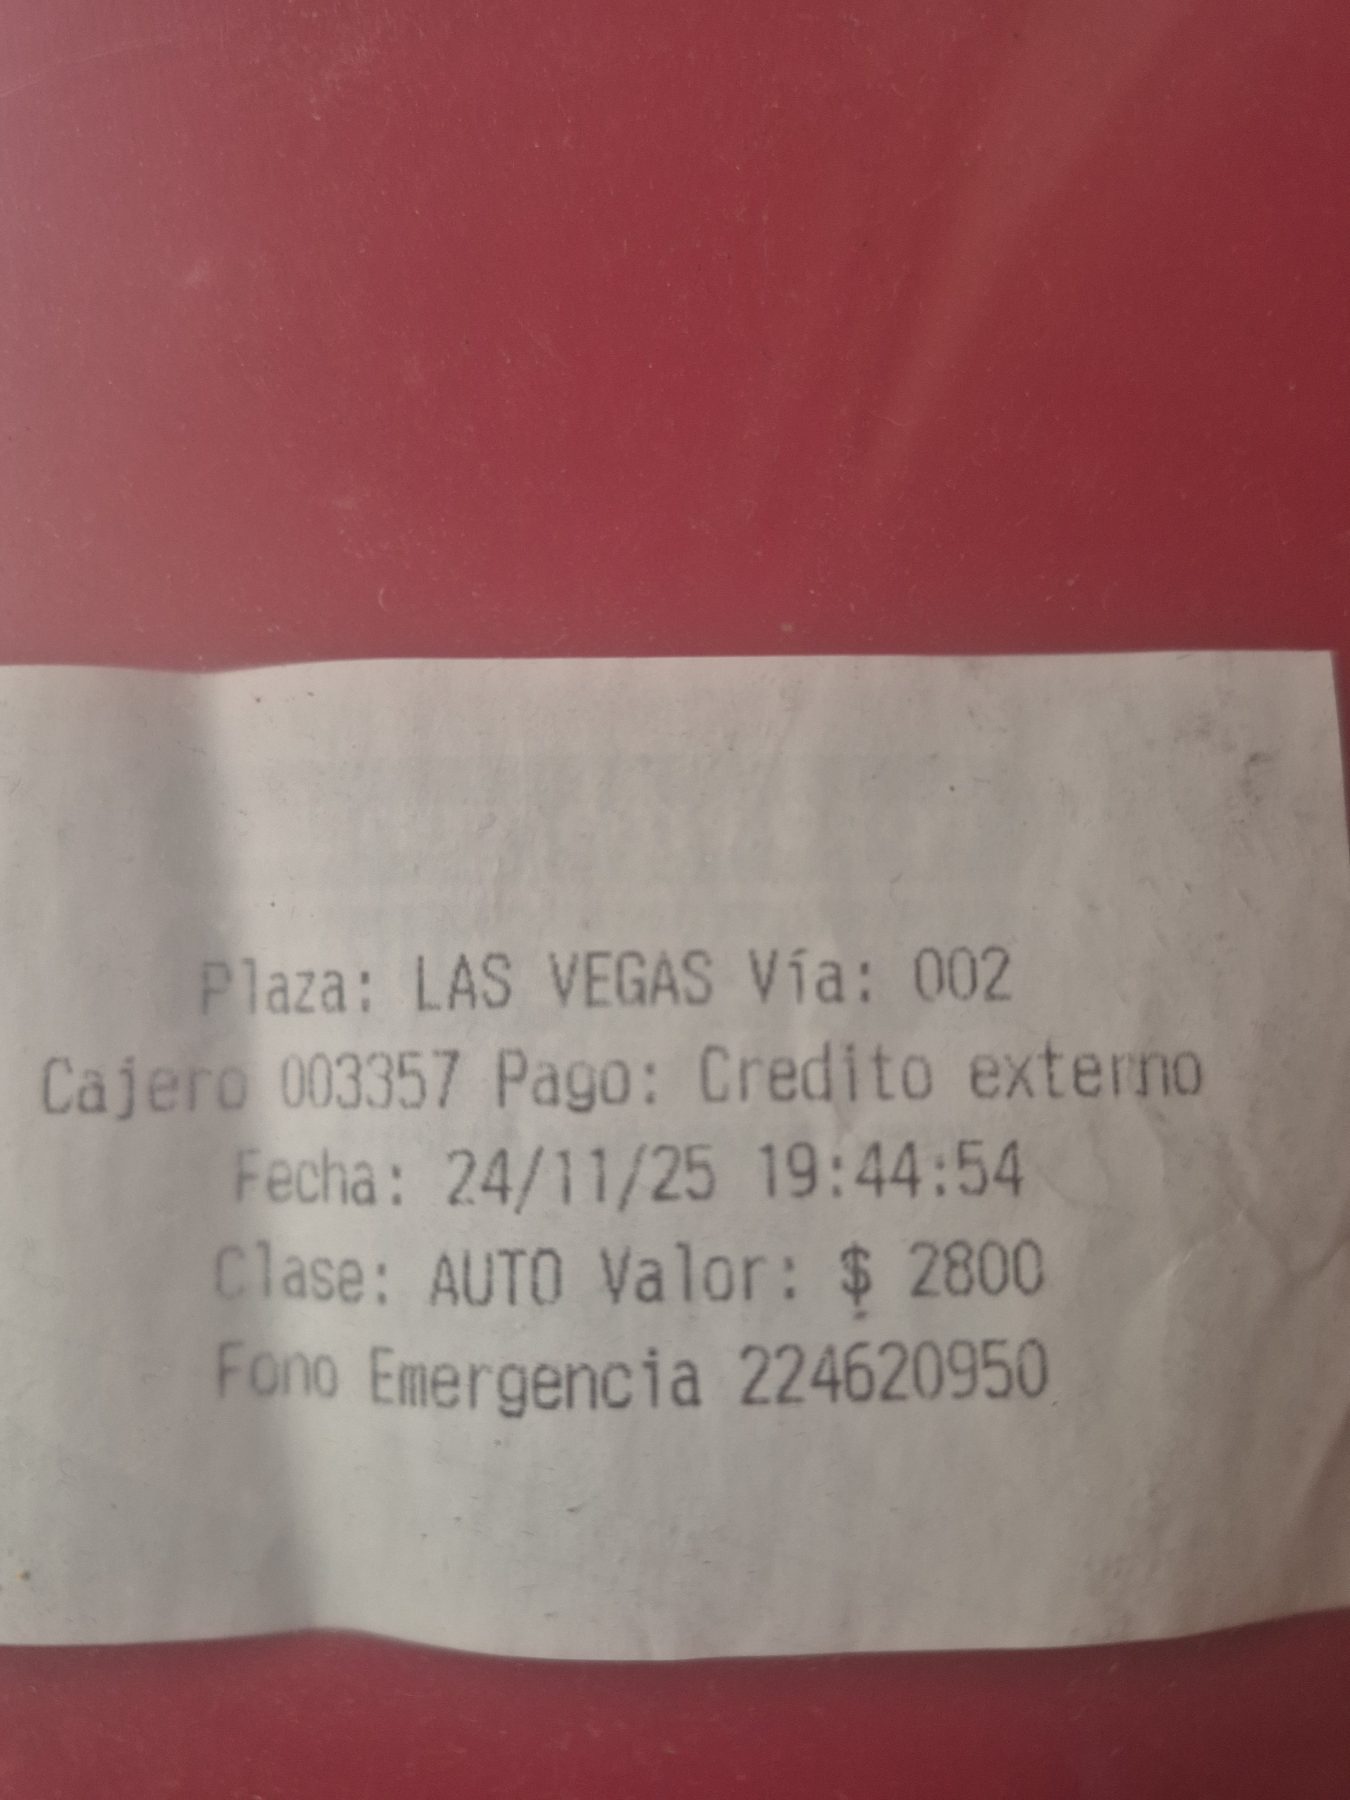 Plaza: LAS VEGAS Vía: 002
Cajero 003357 Pago: Credito externo
Fecha: 24/11/25 19:44:54
Clase: AUTO Valor: $ 2800
Fono Emergencia 224620950